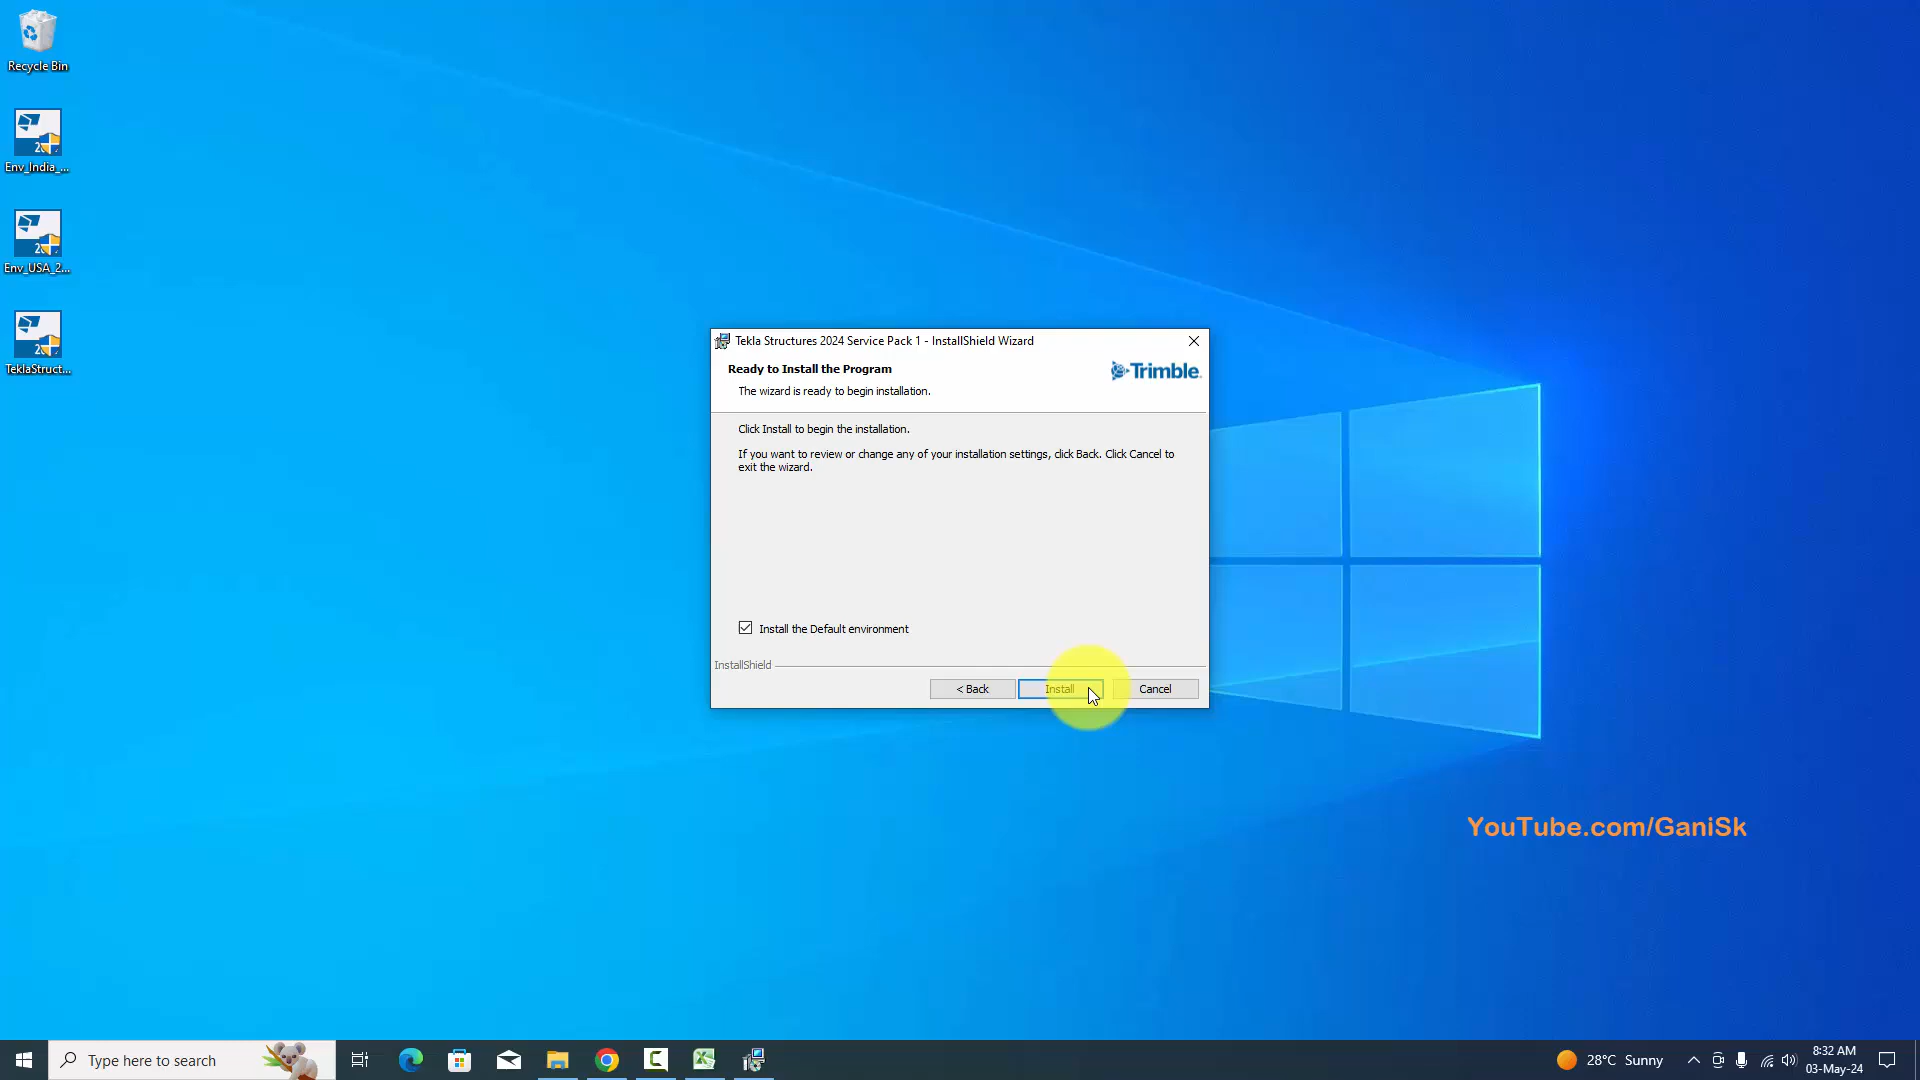 Recycle Bin
Env_India_...
Env_USA_2...
TeklaStruct...
Tekla Structures 2024 Service Pack 1 - InstallShield Wizard
Ready to Install the Program
The wizard is ready to begin installation.
Trimble.
Click Install to begin the installation.
If you want to review or change any of your installation settings, click Back. Click Cancel to
exit the wizard.
Install the Default environment
InstallShield
< Back
Install
Cancel
YouTube.com/GaniSk
Type here to search
28°C Sunny
8:32 AM
03-May-24